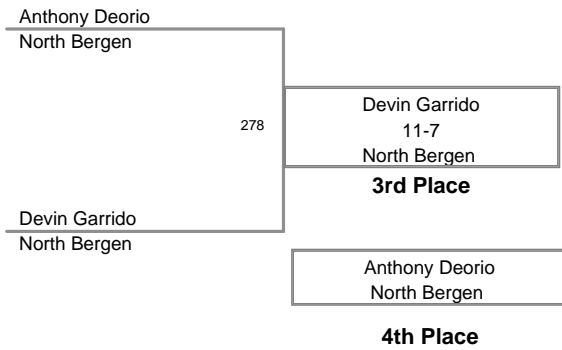 Anthony Deorio
North Bergen
278
Devin Garrido
11-7
North Bergen
3rd Place
Devin Garrido
North Bergen
Anthony Deorio
North Bergen
4th Place